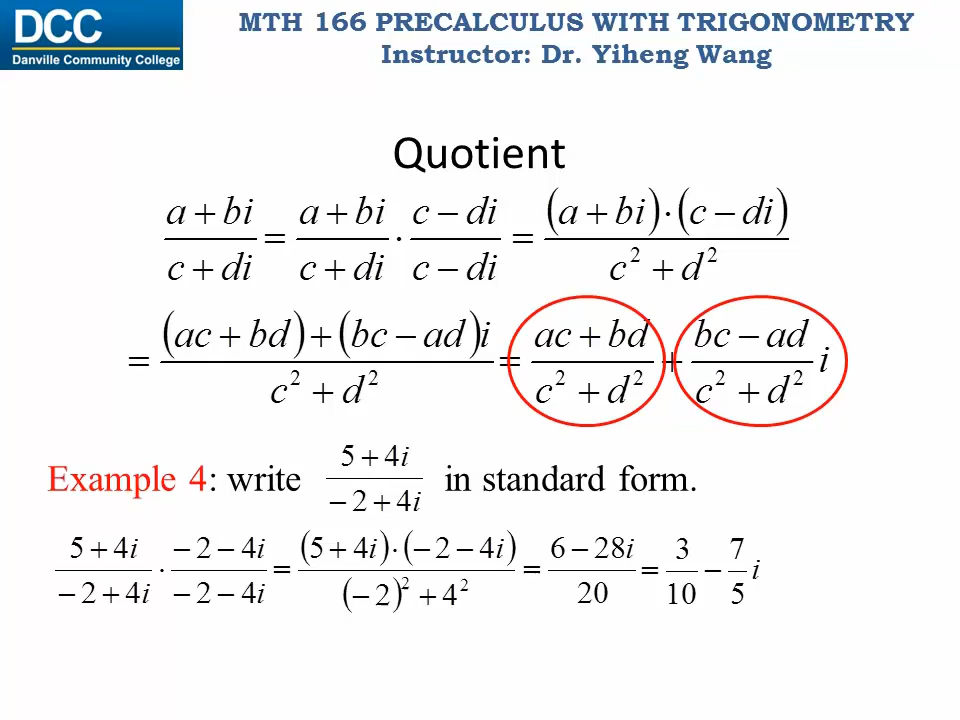 DCC
Danville Community College
MTH 166 PRECALCULUS WITH TRIGONOMETRY
Instructor: Dr. Yiheng Wang
Quotient
(a + bi)/(c + di) = (a + bi)/(c + di) · (c − di)/(c − di) = ((a + bi)·(c − di))/(c² + d²)
= ((ac + bd) + (bc − ad)i)/(c² + d²) = (ac + bd)/(c² + d²) + (bc − ad)/(c² + d²) i
Example 4: write (5 + 4i)/(−2 + 4i) in standard form.
(5 + 4i)/(−2 + 4i) · (−2 − 4i)/(−2 − 4i) = ((5 + 4i)·(−2 − 4i))/((−2)² + 4²) = (6 − 28i)/20 = 3/10 − 7/5 i